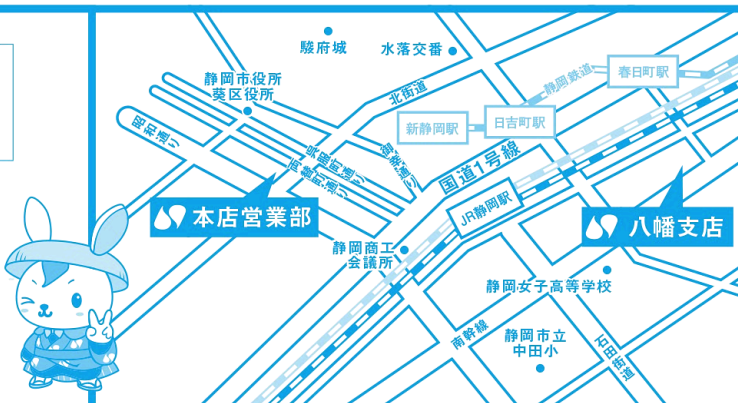 駿府城
水落交番
静岡市役所
葵区役所
北街道
静岡鉄道
春日町駅
新静岡駅
日吉町駅
昭和通り
呉服町通り
両替町通り
御幸通り
国道1号線
JR静岡駅
本店営業部
八幡支店
静岡商工
会議所
静岡女子高等学校
南幹線
静岡市立
中田小
石田街道